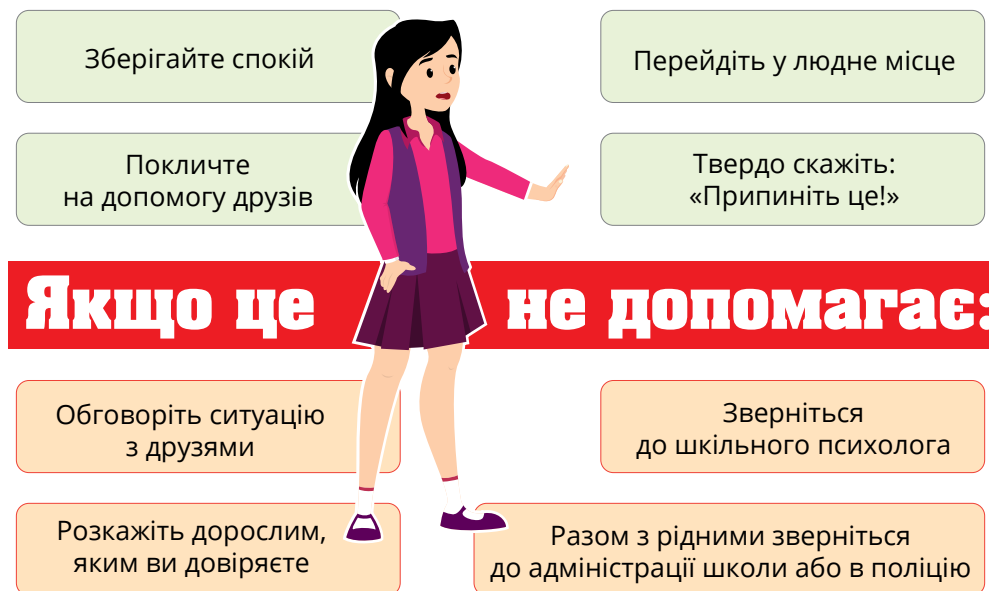 Зберігайте спокій
Перейдіть у людне місце
Покличте
на допомогу друзів
Твердо скажіть:
«Припиніть це!»
Якщо це не допомагає:
Обговоріть ситуацію
з друзями
Зверніться
до шкільного психолога
Розкажіть дорослим,
яким ви довіряєте
Разом з рідними зверніться
до адміністрації школи або в поліцію